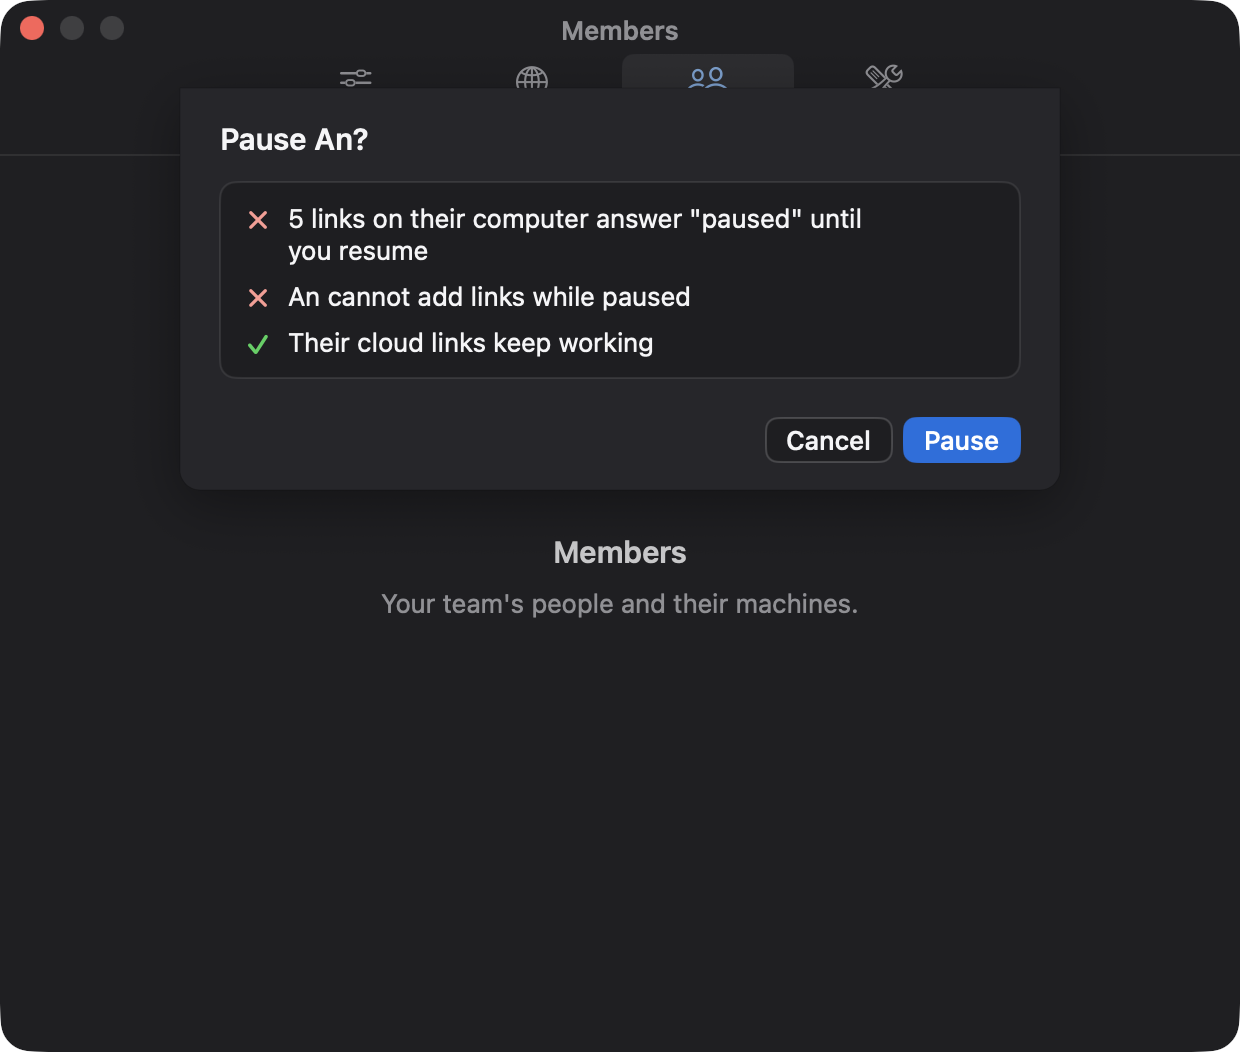 Members
Pause An?
5 links on their computer answer "paused" until
you resume
An cannot add links while paused
Their cloud links keep working
Cancel
Pause
Members
Your team's people and their machines.